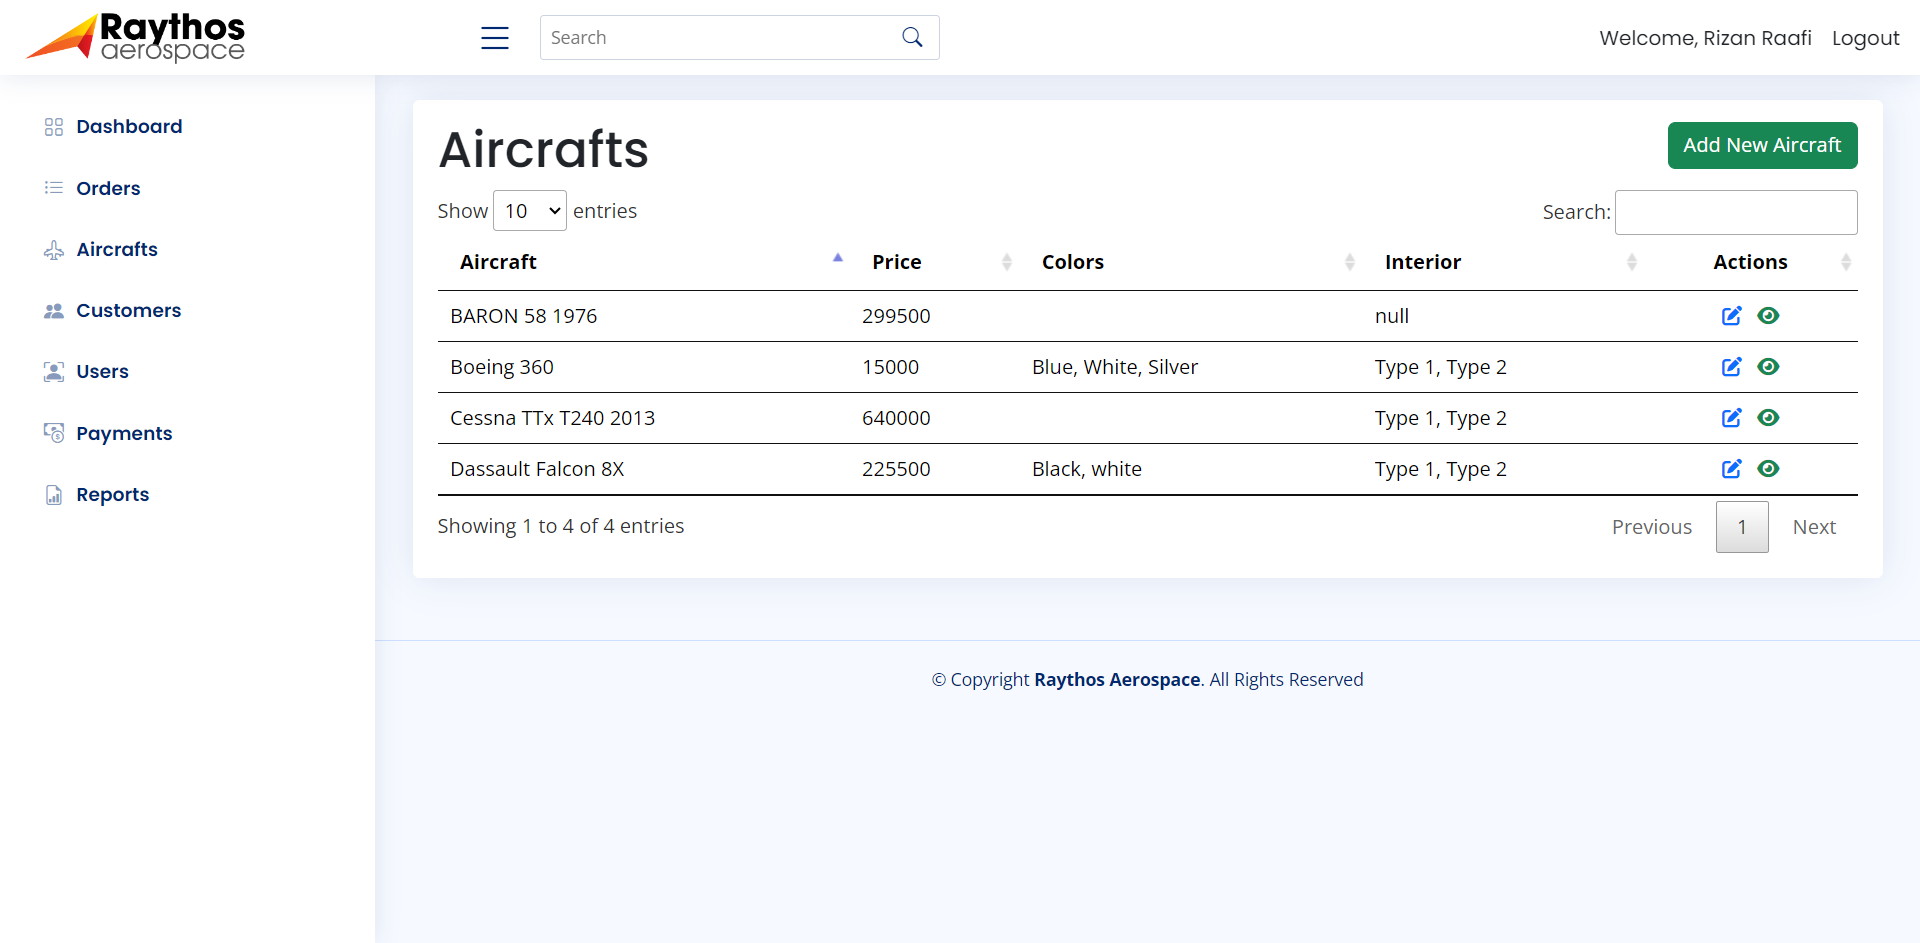 Raythos
aerospace
Search
Welcome, Rizan Raafi Logout
Dashboard
Orders
Aircrafts
Customers
Users
Payments
Reports
Aircrafts
Add New Aircraft
Show 10 entries
Search:
Aircraft Price Colors Interior Actions
BARON 58 1976 299500 null
Boeing 360 15000 Blue, White, Silver Type 1, Type 2
Cessna TTx T240 2013 640000 Type 1, Type 2
Dassault Falcon 8X 225500 Black, white Type 1, Type 2
Showing 1 to 4 of 4 entries
Previous 1 Next
© Copyright Raythos Aerospace. All Rights Reserved